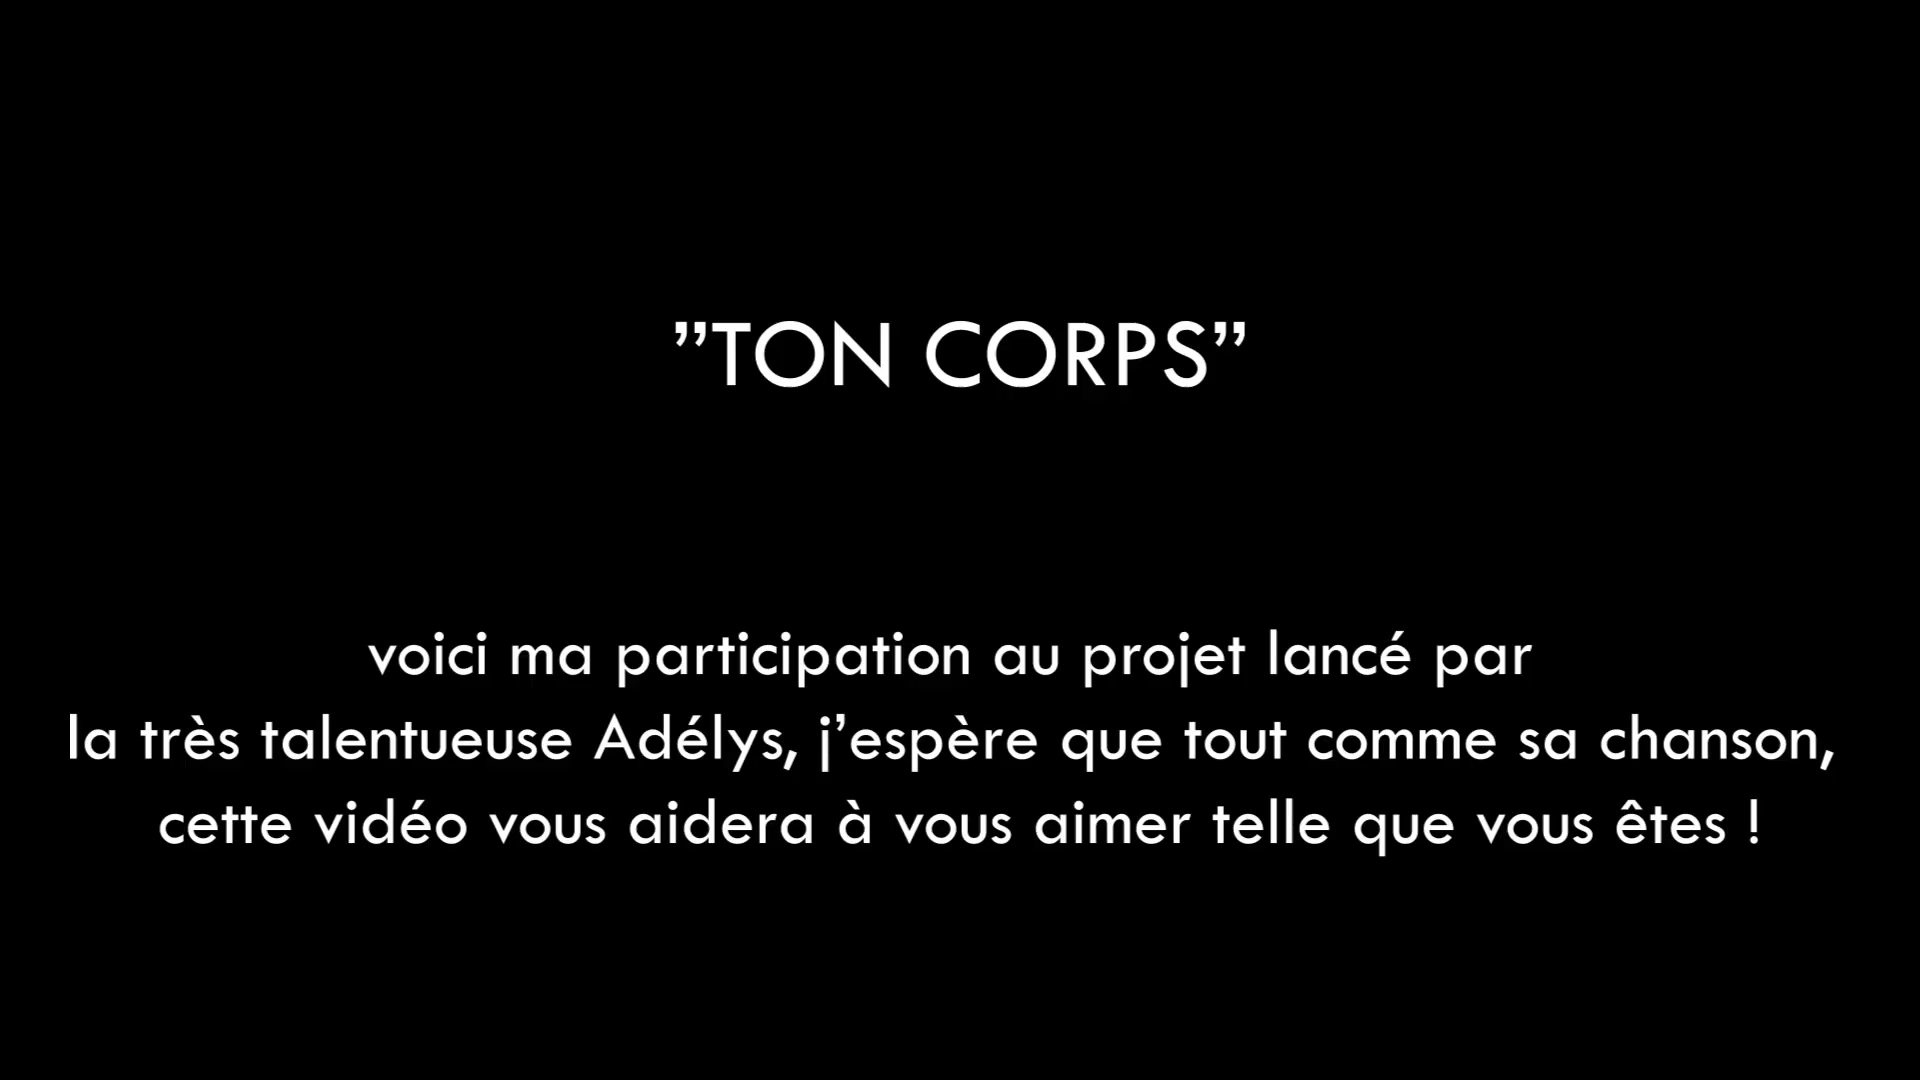 ”TON CORPS”
voici ma participation au projet lancé par
la très talentueuse Adélys, j’espère que tout comme sa chanson,
cette vidéo vous aidera à vous aimer telle que vous êtes !